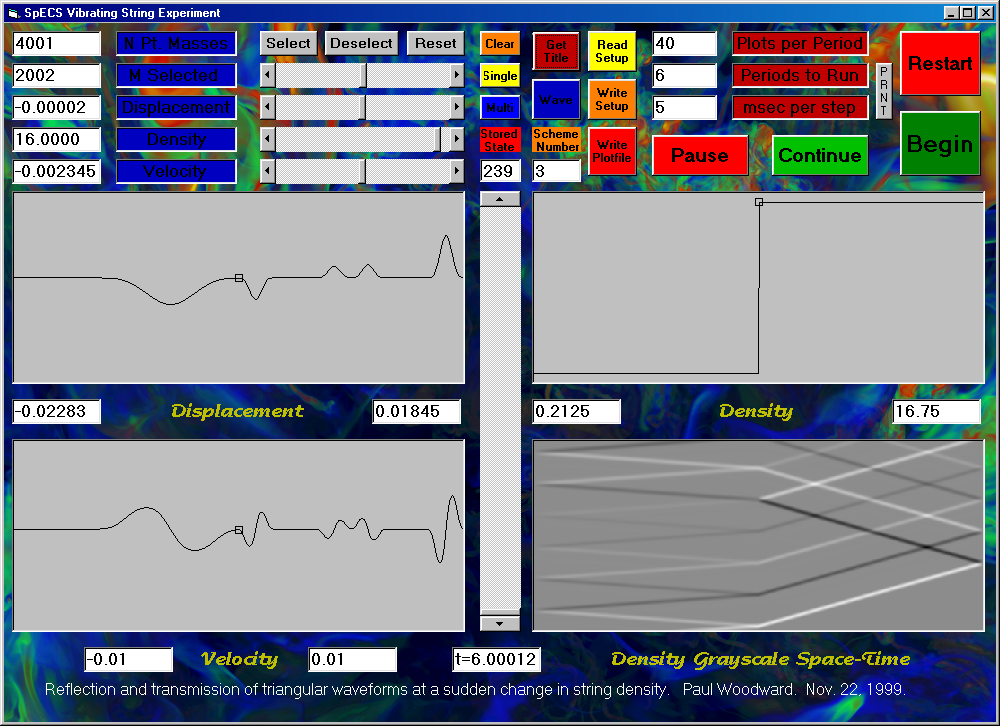 SpECS Vibrating String Experiment
4001 N Pt. Masses Select Deselect Reset Clear Get Title Read Setup 40 Plots per Period Restart
2002 M Selected Single 6 Periods to Run PRNT
-0.00002 Displacement Multi Wave Write Setup 5 msec per step
16.0000 Density Stored State Scheme Number Write Plotfile Pause Continue Begin
-0.002345 Velocity 239 3
-0.02283 Displacement 0.01845 0.2125 Density 16.75
-0.01 Velocity 0.01 t=6.00012 Density Grayscale Space-Time
Reflection and transmission of triangular waveforms at a sudden change in string density. Paul Woodward. Nov. 22, 1999.